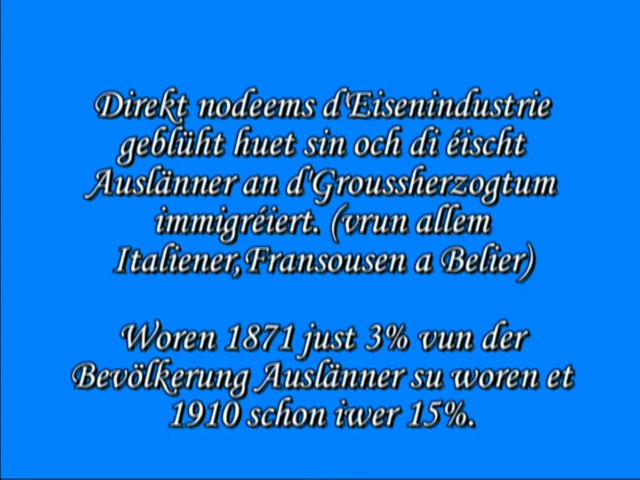 Direkt nodeems d'Eisenindustrie
geblüht huet sin och di éischt
Auslänner an d'Groussherzogtum
immigréiert. (vrun allem
Italiener,Fransousen a Belier)
Woren 1871 just 3% vun der
Bevölkerung Auslänner su woren et
1910 schon iwer 15%.